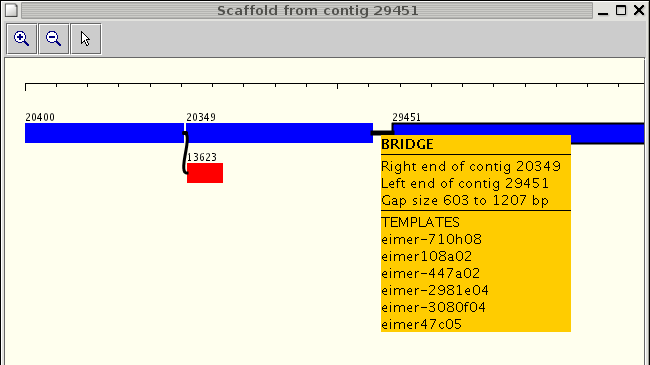 Scaffold from contig 29451
20400
20349
29451
13623
BRIDGE
Right end of contig 20349
Left end of contig 29451
Gap size 603 to 1207 bp
TEMPLATES
eimer-710h08
eimer108a02
eimer-447a02
eimer-2981e04
eimer-3080f04
eimer47c05